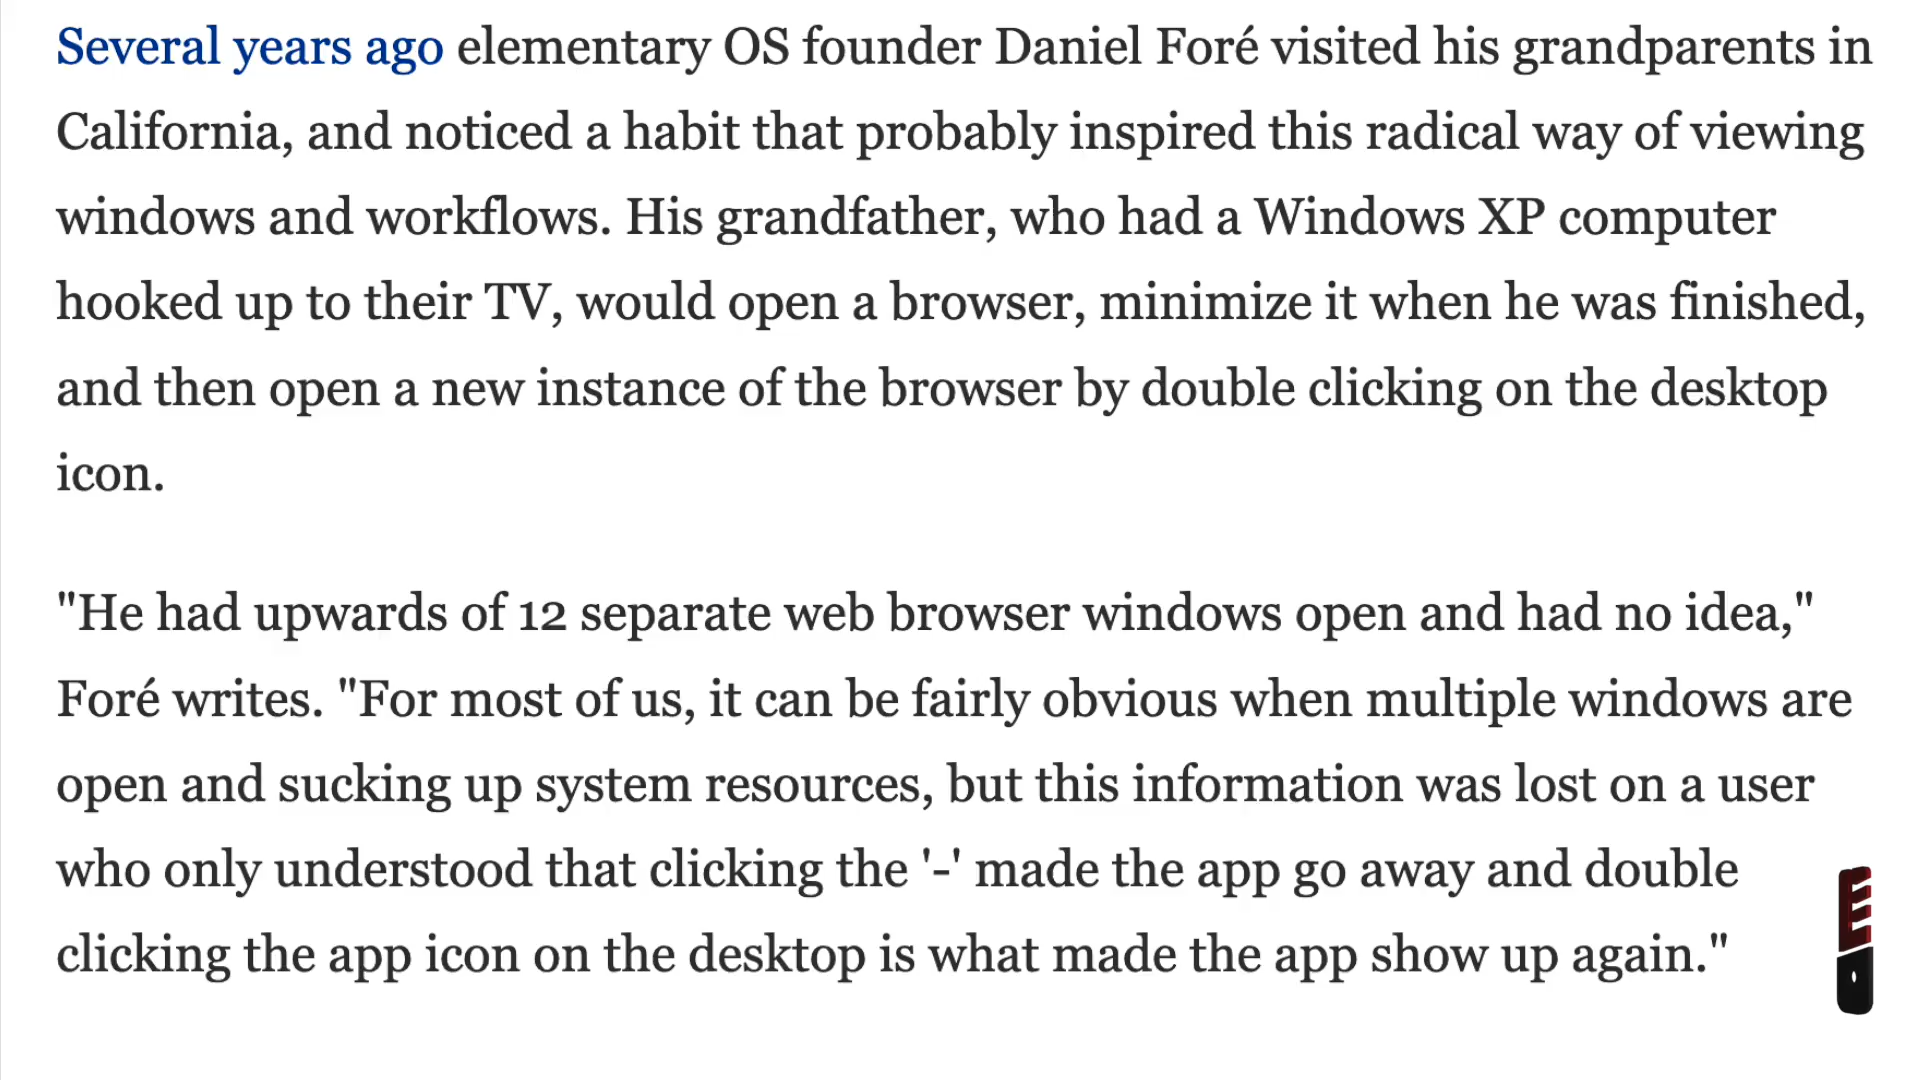 Several years ago elementary OS founder Daniel Foré visited his grandparents in
California, and noticed a habit that probably inspired this radical way of viewing
windows and workflows. His grandfather, who had a Windows XP computer
hooked up to their TV, would open a browser, minimize it when he was finished,
and then open a new instance of the browser by double clicking on the desktop
icon.
"He had upwards of 12 separate web browser windows open and had no idea,"
Foré writes. "For most of us, it can be fairly obvious when multiple windows are
open and sucking up system resources, but this information was lost on a user
who only understood that clicking the '-' made the app go away and double
clicking the app icon on the desktop is what made the app show up again."